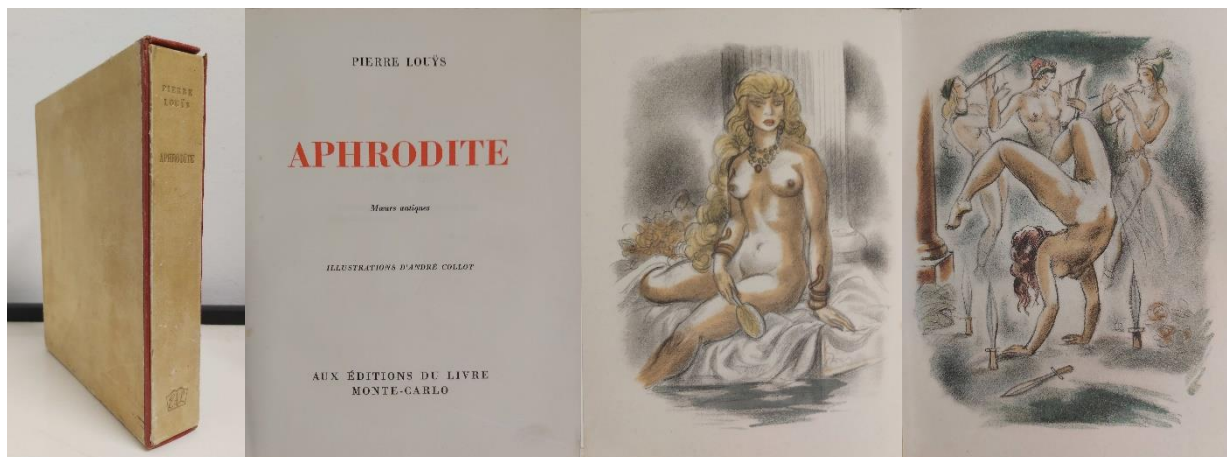 PIERRE
LOUŸS
APHRODITE
PIERRE LOUŸS
APHRODITE
Mœurs antiques
ILLUSTRATIONS D'ANDRÉ COLLOT
AUX ÉDITIONS DU LIVRE
MONTE-CARLO